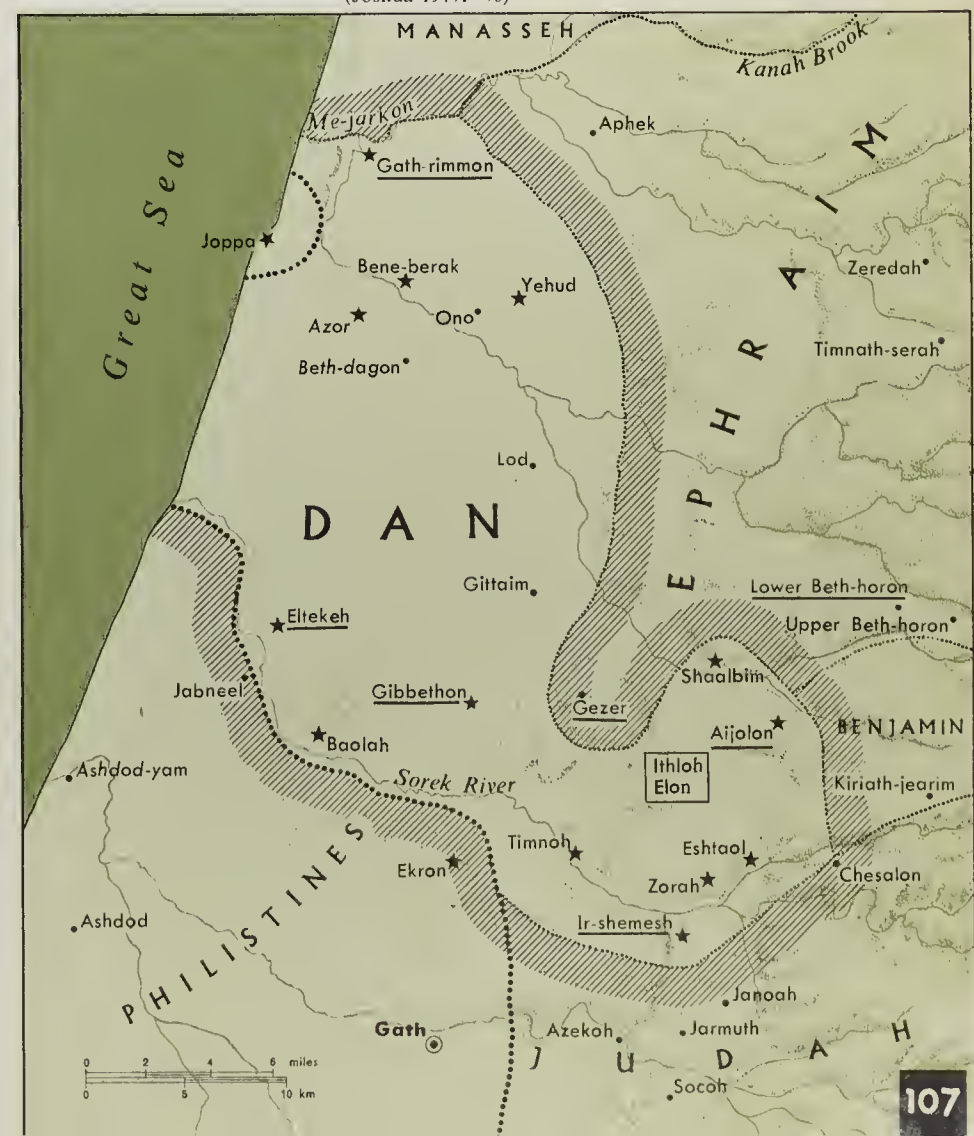 MANASSEH
Kanah Brook
Me-jarkon
Aphek
Gath-rimmon
Great Sea
EPHRAIM
Joppa
Zeredah
Bene-berak
Yehud
Azor
Ono
Timnath-serah
Beth-dagon
Lod
DAN
Gittaim
Lower Beth-horon
Eltekeh
Upper Beth-horon
Shaalbim
Jabneel
Gibbethon
Gezer
Aijolon
BENJAMIN
Baolah
Ithloh
Elon
Ashdod-yam
Sorek River
Kiriath-jearim
Timnoh
Eshtaol
Ekron
Zorah
Chesalon
Ashdod
Ir-shemesh
PHILISTINES
Janoah
Gath
Azekoh
Jarmuth
JUDAH
0 2 4 6 miles
0 5 10 km
Socoh
107